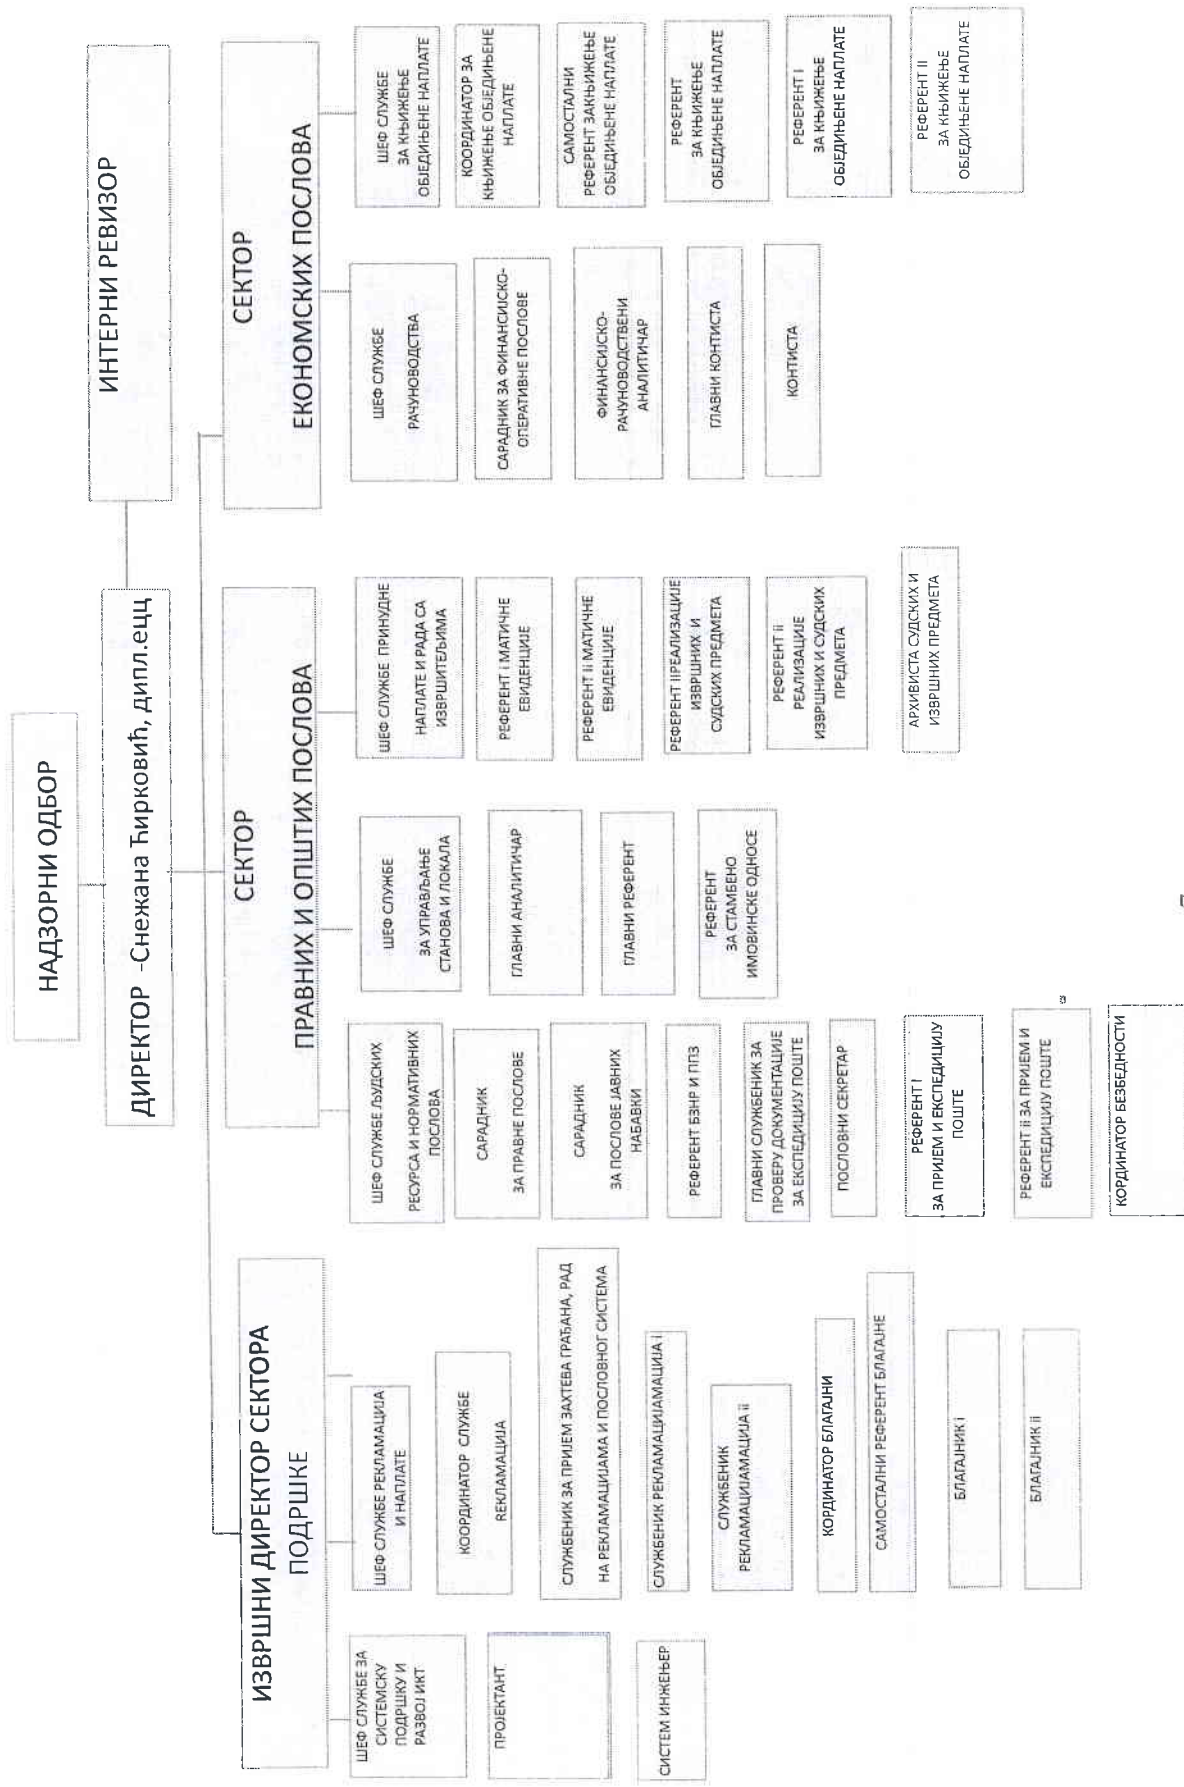 НАДЗОРНИ ОДБОР
ДИРЕКТОР -Снежана Ћирковић, дипл.ецц
ИНТЕРНИ РЕВИЗОР
ИЗВРШНИ ДИРЕКТОР СЕКТОРА
ПОДРШКЕ
СЕКТОР
ПРАВНИХ И ОПШТИХ ПОСЛОВА
СЕКТОР
ЕКОНОМСКИХ ПОСЛОВА
ШЕФ СЛУЖБЕ ЗА
СИСТЕМСКУ
ПОДРШКУ И
РАЗВОЈ ИКТ
ПРОЈЕКТАНТ
СИСТЕМ ИНЖЕЊЕР
ШЕФ СЛУЖБЕ РЕКЛАМАЦИЈА
И НАПЛАТЕ
КООРДИНАТОР СЛУЖБЕ
REКЛАМАЦИЈА
СЛУЖБЕНИК ЗА ПРИЈЕМ ЗАХТЕВА ГРАЂАНА, РАД
НА РЕКЛАМАЦИЈАМА И ПОСЛОВНОГ СИСТЕМА
СЛУЖБЕНИК РЕКЛАМАЦИЈАМАЦИЈА i
СЛУЖБЕНИК
РЕКЛАМАЦИЈАМАЦИЈА ii
КОРДИНАТОР БЛАГАЈНИ
САМОСТАЛНИ РЕФЕРЕНТ БЛАГАЈНЕ
БЛАГАЈНИК i
БЛАГАЈНИК ii
ШЕФ СЛУЖБЕ ЉУДСКИХ
РЕСУРСА И НОРМАТИВНИХ
ПОСЛОВА
САРАДНИК
ЗА ПРАВНЕ ПОСЛОВЕ
САРАДНИК
ЗА ПОСЛОВЕ ЈАВНИХ
НАБАВКИ
РЕФЕРЕНТ БЗНР И ППЗ
ГЛАВНИ СЛУЖБЕНИК ЗА
ПРОВЕРУ ДОКУМЕНТАЦИЈЕ
ЗА ЕКСПЕДИЦИЈУ ПОШТЕ
ПОСЛОВНИ СЕКРЕТАР
РЕФЕРЕНТ I
ЗА ПРИЈЕМ И ЕКСПЕДИЦИЈУ
ПОШТЕ
РЕФЕРЕНТ ii ЗА ПРИЈЕМ И
ЕКСПЕДИЦИЈУ ПОШТЕ
КОРДИНАТОР БЕЗБЕДНОСТИ
ШЕФ СЛУЖБЕ
ЗА УПРАВЉАЊЕ
СТАНОВА И ЛОКАЛА
ГЛАВНИ АНАЛИТИЧАР
ГЛАВНИ РЕФЕРЕНТ
РЕФЕРЕНТ
ЗА СТАМБЕНО
ИМОВИНСКЕ ОДНОСЕ
ШЕФ СЛУЖБЕ ПРИНУДНЕ
НАПЛАТЕ И РАДА СА
ИЗВРШИТЕЉИМА
РЕФЕРЕНТ i МАТИЧНЕ
ЕВИДЕНЦИЈЕ
РЕФЕРЕНТ ii МАТИЧНЕ
ЕВИДЕНЦИЈЕ
РЕФЕРЕНТ IIРЕАЛИЗАЦИЈЕ
ИЗВРШНИХ И
СУДСКИХ ПРЕДМЕТА
РЕФЕРЕНТ ii
РЕАЛИЗАЦИЈЕ
ИЗВРШНИХ И СУДСКИХ
ПРЕДМЕТА
АРХИВИСТА СУДСКИХ И
ИЗВРШНИХ ПРЕДМЕТА
ШЕФ СЛУЖБЕ
РАЧУНОВОДСТВА
САРАДНИК ЗА ФИНАНСИЈСКО-
ОПЕРАТИВНЕ ПОСЛОВЕ
ФИНАНСИЈСКО-
РАЧУНОВОДСТВЕНИ
АНАЛИТИЧАР
ГЛАВНИ КОНТИСТА
КОНТИСТА
ШЕФ СЛУЖБЕ
ЗА КЊИЖЕЊЕ
ОБЈЕДИЊЕНЕ НАПЛАТЕ
КООРДИНАТОР ЗА
КЊИЖЕЊЕ ОБЈЕДИЊЕНЕ
НАПЛАТЕ
САМОСТАЛНИ
РЕФЕРЕНТ ЗАКЊИЖЕЊЕ
ОБЈЕДИЊЕНЕ НАПЛАТЕ
РЕФЕРЕНТ
ЗА КЊИЖЕЊЕ
ОБЈЕДИЊЕНЕ НАПЛАТЕ
РЕФЕРЕНТ I
ЗА КЊИЖЕЊЕ
ОБЈЕДИЊЕНЕ НАПЛАТЕ
РЕФЕРЕНТ II
ЗА КЊИЖЕЊЕ
ОБЈЕДИЊЕНЕ НАПЛАТЕ
7